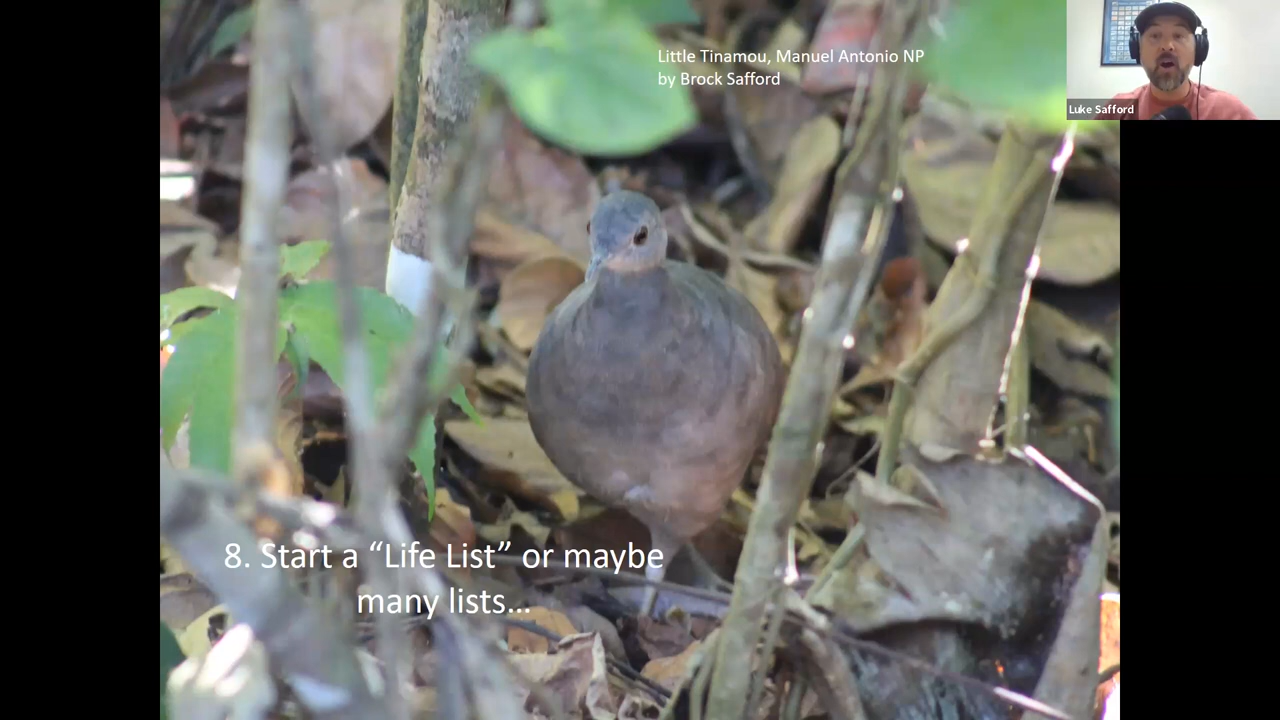 Little Tinamou, Manuel Antonio NP
by Brock Safford
Luke Safford
8. Start a “Life List” or maybe
many lists…